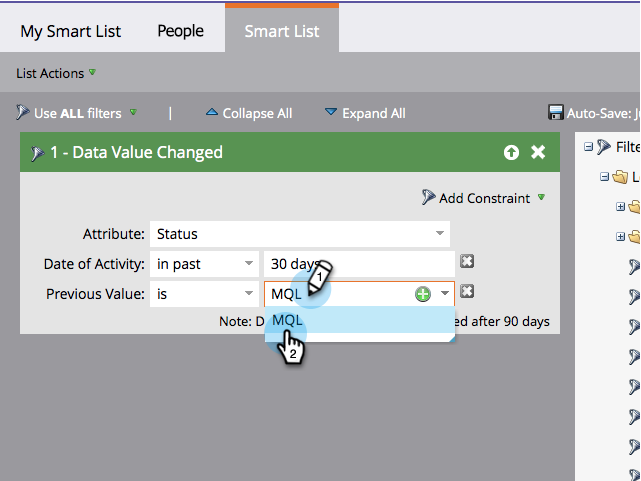 My Smart List People Smart List
List Actions
Use ALL filters | Collapse All Expand All Auto-Save: J
1 - Data Value Changed
Filte
L
Add Constraint
Attribute: Status
Date of Activity: in past 30 days
1
Previous Value: is MQL
MQL
Note: D ed after 90 days
2